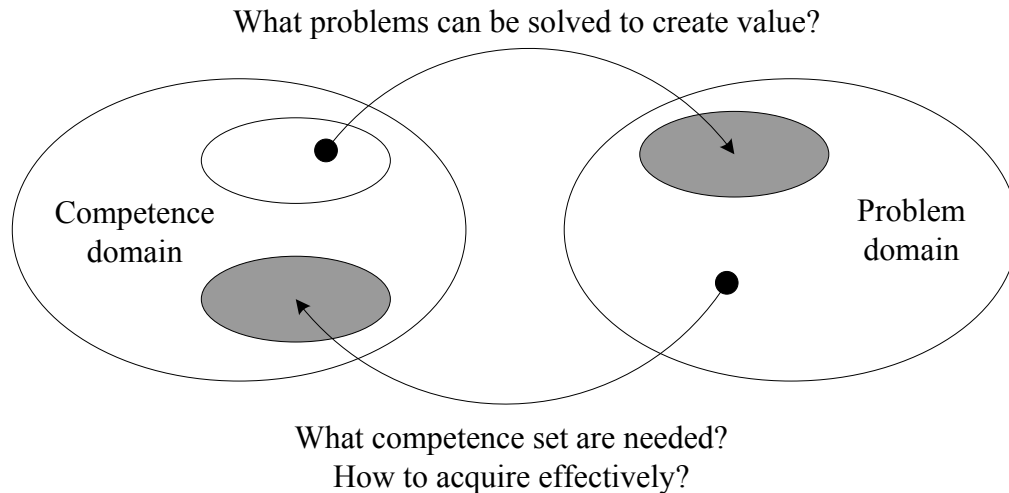 What problems can be solved to create value?
Competence
domain
Problem
domain
What competence set are needed?
How to acquire effectively?